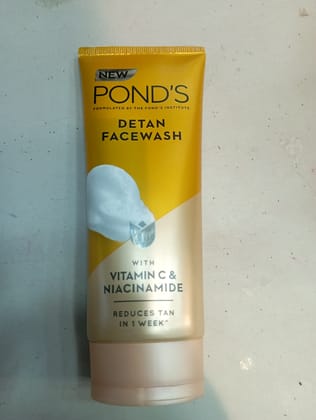 NEW
POND'S
FORMULATED BY THE POND'S INSTITUTE
DETAN
FACEWASH
WITH
VITAMIN C &
NIACINAMIDE
REDUCES TAN
IN 1 WEEK^